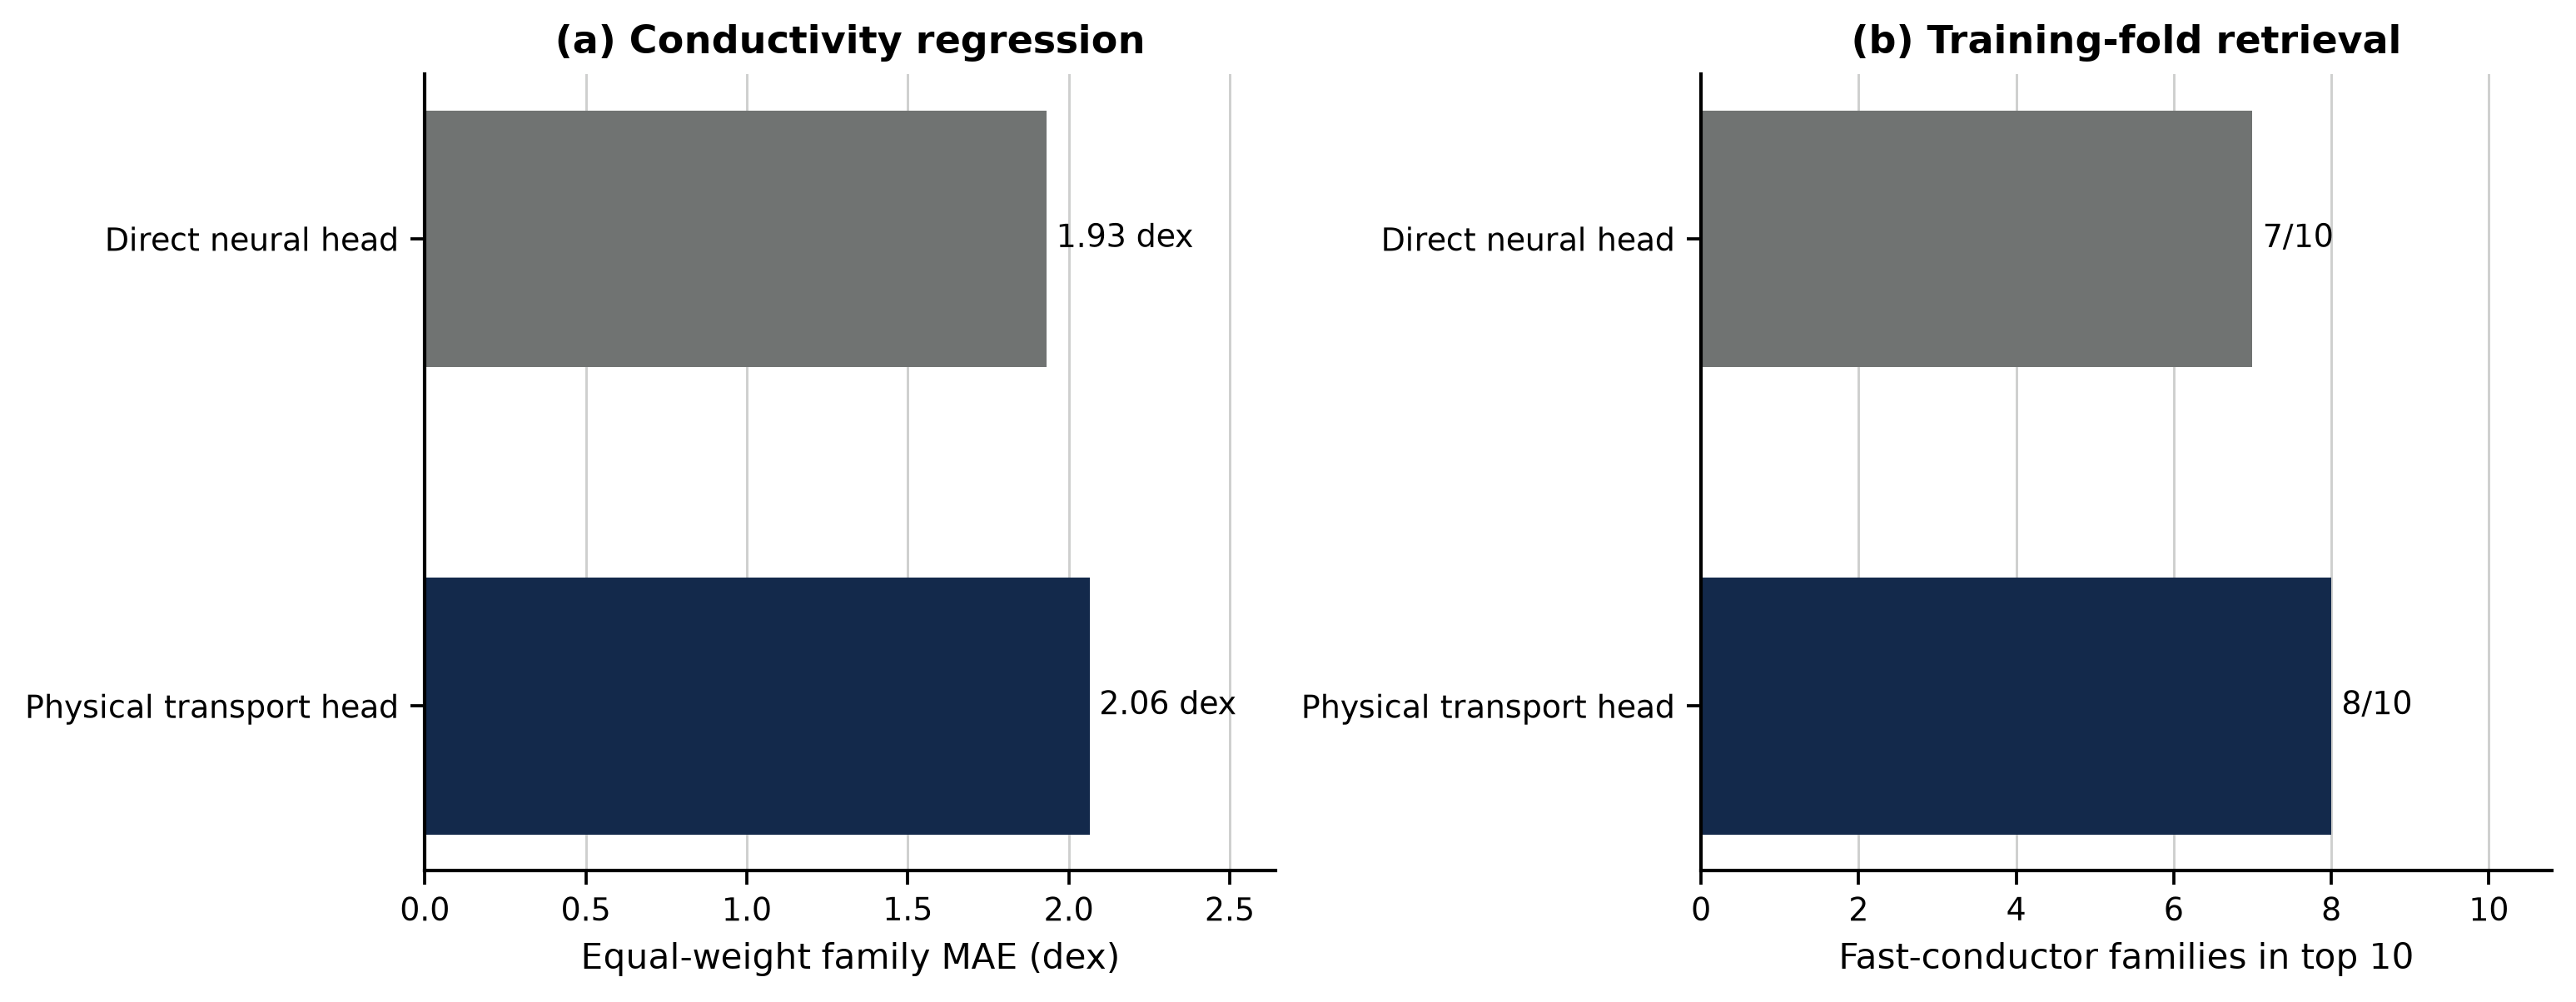 (a) Conductivity regression
Direct neural head
1.93 dex
Physical transport head
2.06 dex
0.0 0.5 1.0 1.5 2.0 2.5
Equal-weight family MAE (dex)
(b) Training-fold retrieval
Direct neural head
7/10
Physical transport head
8/10
0 2 4 6 8 10
Fast-conductor families in top 10